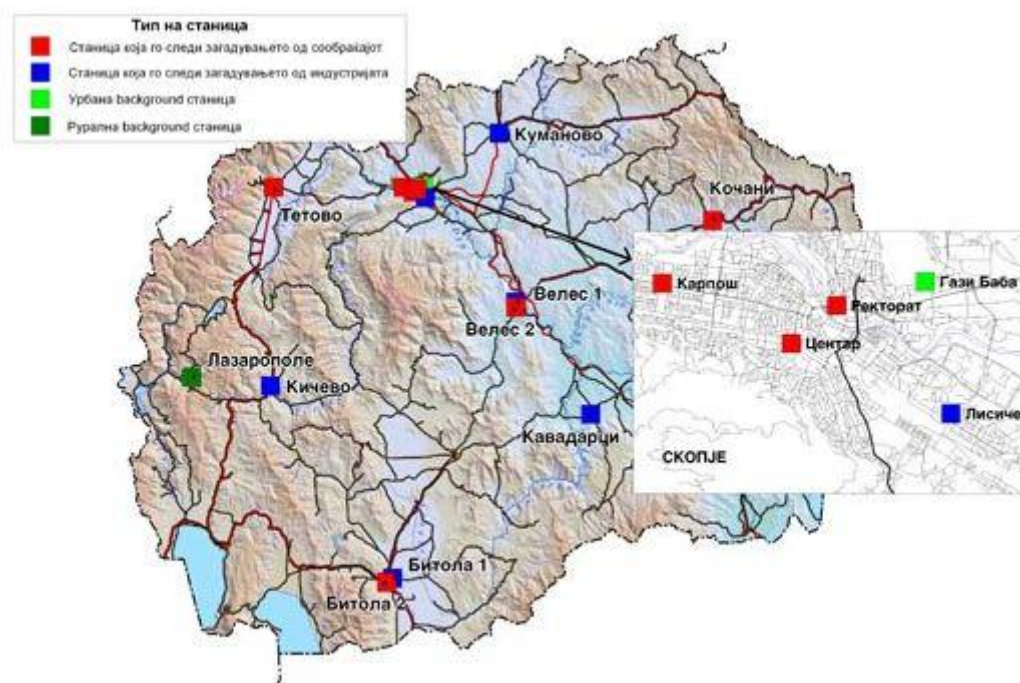 Тип на станица
Станица која го следи загадувањето од сообраќајот
Станица која го следи загадувањето од индустријата
Урбана background станица
Рурална background станица
Куманово
Кочани
Тетово
Карпош
Гази Баба
Ректорат
Велес 1
Велес 2
Центар
Лазарополе
Кичево
Кавадарци
Лисиче
СКОПЈЕ
Битола 1
Битола 2